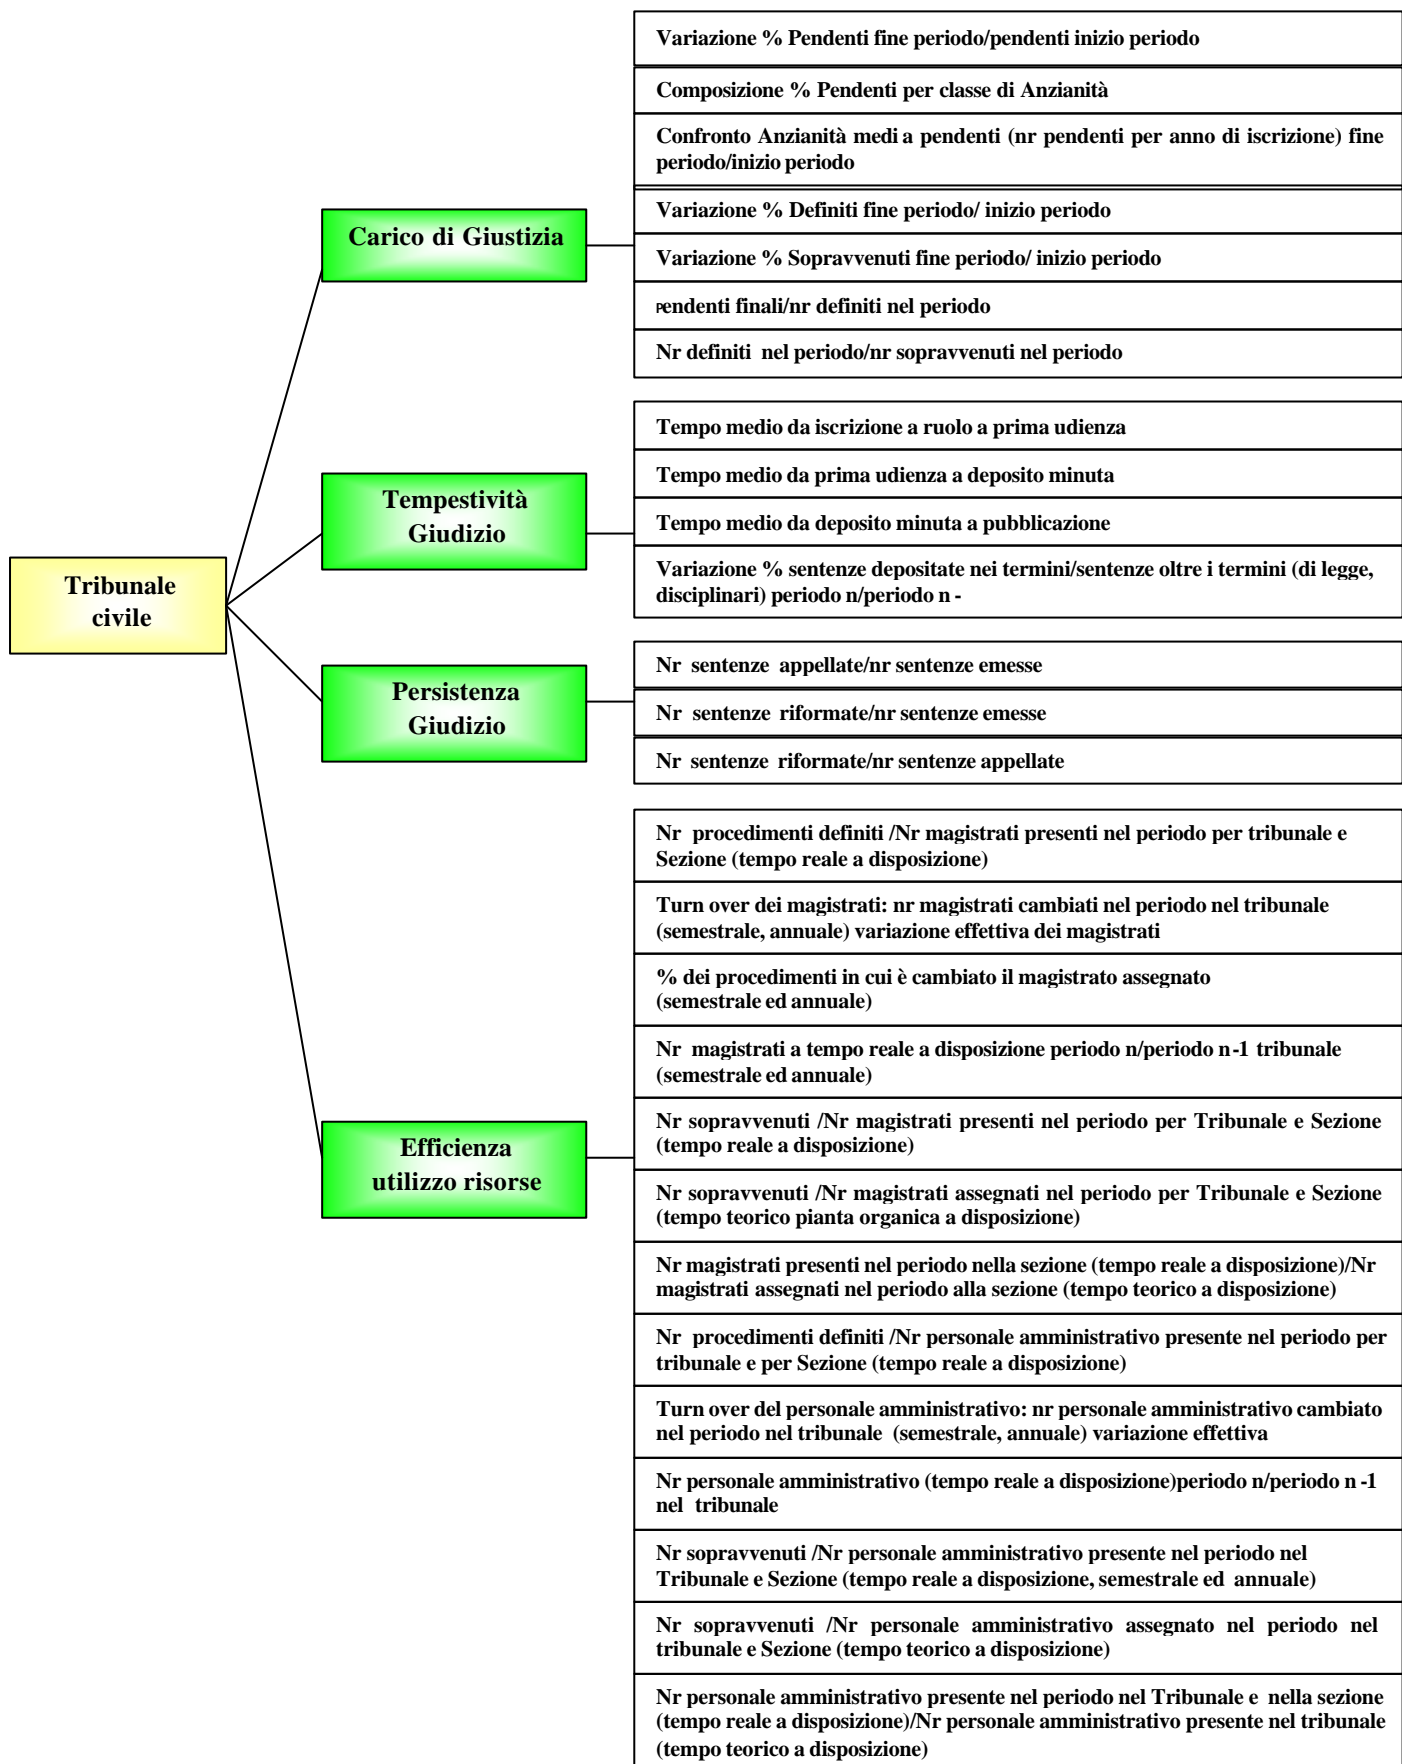 Variazione % Pendenti fine periodo/pendenti inizio periodo
Composizione % Pendenti per classe di Anzianità
Confronto Anzianità medi a pendenti (nr pendenti per anno di iscrizione) fine
periodo/inizio periodo
Carico di Giustizia
Variazione % Definiti fine periodo/ inizio periodo
Variazione % Sopravvenuti fine periodo/ inizio periodo
Pendenti finali/nr definiti nel periodo
Nr definiti nel periodo/nr sopravvenuti nel periodo
Tempo medio da iscrizione a ruolo a prima udienza
Tempo medio da prima udienza a deposito minuta
Tempestività
Giudizio
Tempo medio da deposito minuta a pubblicazione
Variazione % sentenze depositate nei termini/sentenze oltre i termini (di legge,
disciplinari) periodo n/periodo n -
Tribunale
civile
Nr sentenze appellate/nr sentenze emesse
Persistenza
Giudizio
Nr sentenze riformate/nr sentenze emesse
Nr sentenze riformate/nr sentenze appellate
Nr procedimenti definiti /Nr magistrati presenti nel periodo per tribunale e
Sezione (tempo reale a disposizione)
Turn over dei magistrati: nr magistrati cambiati nel periodo nel tribunale
(semestrale, annuale) variazione effettiva dei magistrati
% dei procedimenti in cui è cambiato il magistrato assegnato
(semestrale ed annuale)
Nr magistrati a tempo reale a disposizione periodo n/periodo n-1 tribunale
(semestrale ed annuale)
Efficienza
utilizzo risorse
Nr sopravvenuti /Nr magistrati presenti nel periodo per Tribunale e Sezione
(tempo reale a disposizione)
Nr sopravvenuti /Nr magistrati assegnati nel periodo per Tribunale e Sezione
(tempo teorico pianta organica a disposizione)
Nr magistrati presenti nel periodo nella sezione (tempo reale a disposizione)/Nr
magistrati assegnati nel periodo alla sezione (tempo teorico a disposizione)
Nr procedimenti definiti /Nr personale amministrativo presente nel periodo per
tribunale e per Sezione (tempo reale a disposizione)
Turn over del personale amministrativo: nr personale amministrativo cambiato
nel periodo nel tribunale (semestrale, annuale) variazione effettiva
Nr personale amministrativo (tempo reale a disposizione)periodo n/periodo n -1
nel tribunale
Nr sopravvenuti /Nr personale amministrativo presente nel periodo nel
Tribunale e Sezione (tempo reale a disposizione, semestrale ed annuale)
Nr sopravvenuti /Nr personale amministrativo assegnato nel periodo nel
tribunale e Sezione (tempo teorico a disposizione)
Nr personale amministrativo presente nel periodo nel Tribunale e nella sezione
(tempo reale a disposizione)/Nr personale amministrativo presente nel tribunale
(tempo teorico a disposizione)